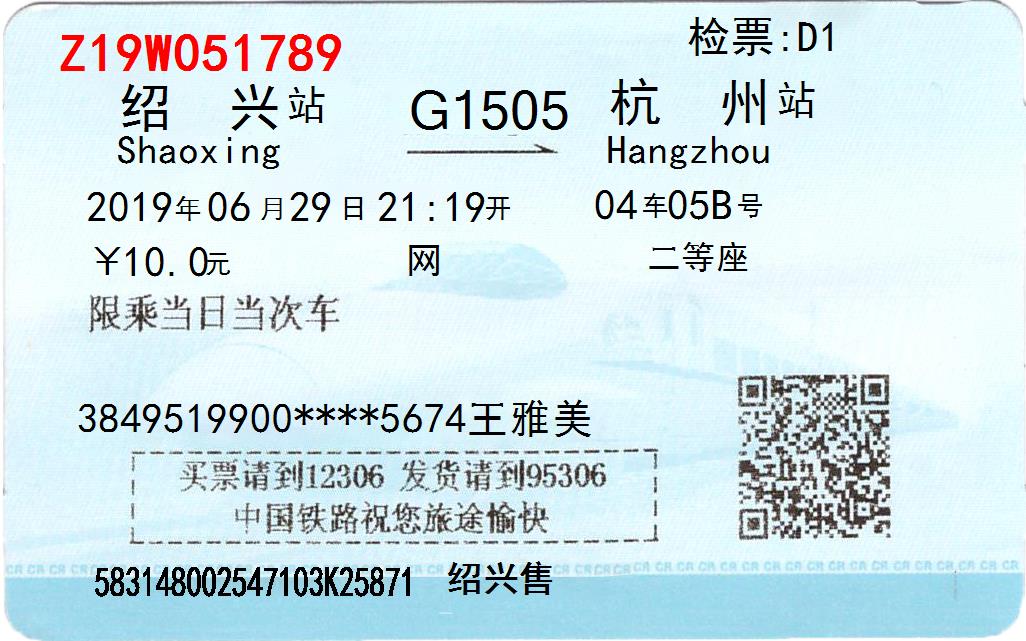 Z19W051789 检票:D1
绍兴站 G1505 杭州站
Shaoxing Hangzhou
2019年06月29日21:19开 04车05B号
￥10.0元 网 二等座
限乘当日当次车
3849519900****5674王雅美
买票请到12306 发货请到95306
中国铁路祝您旅途愉快
583148002547103K25871 绍兴售